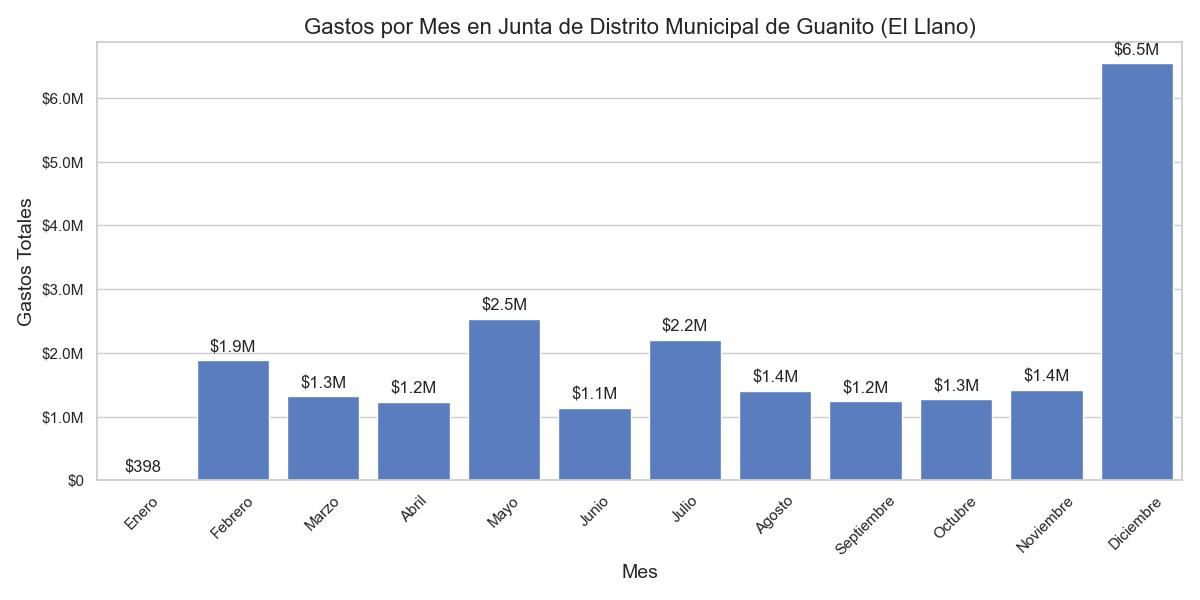 Gastos por Mes en Junta de Distrito Municipal de Guanito (El Llano)
Gastos Totales
$6.0M
$5.0M
$4.0M
$3.0M
$2.0M
$1.0M
$0
$398
$1.9M
$1.3M
$1.2M
$2.5M
$1.1M
$2.2M
$1.4M
$1.2M
$1.3M
$1.4M
$6.5M
Enero
Febrero
Marzo
Abril
Mayo
Junio
Julio
Agosto
Septiembre
Octubre
Noviembre
Diciembre
Mes